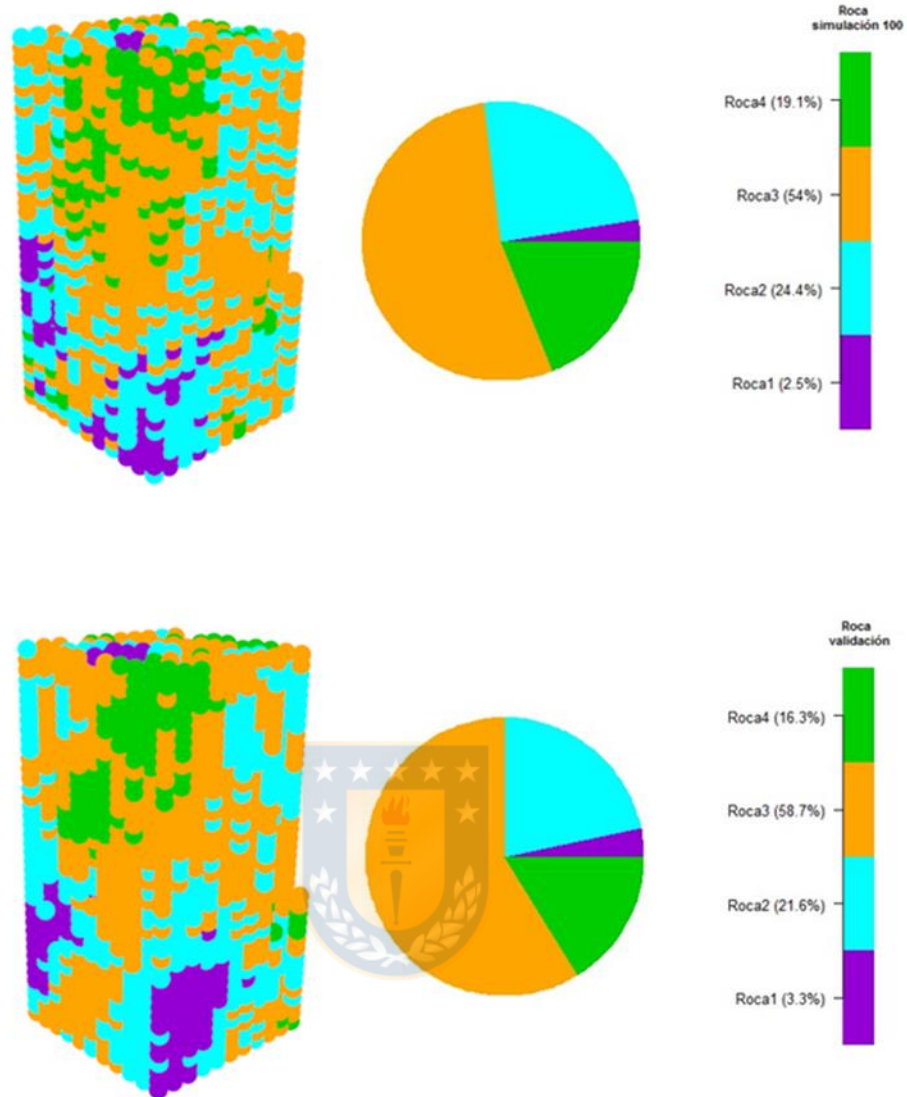 Roca
simulación 100
Roca4 (19.1%)
Roca3 (54%)
Roca2 (24.4%)
Roca1 (2.5%)
Roca
validación
Roca4 (16.3%)
Roca3 (58.7%)
Roca2 (21.6%)
Roca1 (3.3%)